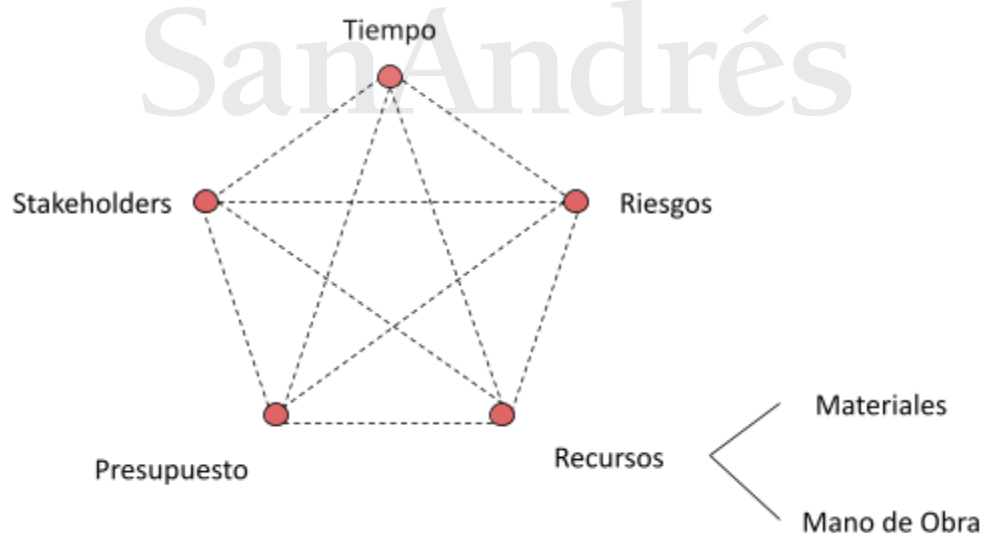 SanAndrés
Tiempo
Stakeholders
Riesgos
Materiales
Recursos
Presupuesto
Mano de Obra